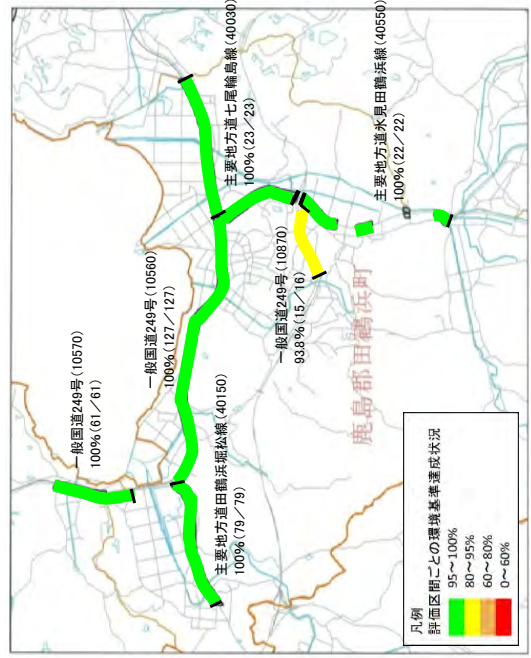 一般国道249号(10570)
100%(61/61)
一般国道249号(10560)
100%(127/127)
主要地方道田鶴浜堀松線(40150)
100%(79/79)
主要地方道七尾輪島線(40030)
100%(23/23)
一般国道249号(10870)
93.8%(15/16)
主要地方道氷見田鶴浜線(40550)
100%(22/22)
鹿島郡田鶴浜町
凡例
評価区間ごとの環境基準達成状況
95~100%
80~95%
60~80%
0~60%